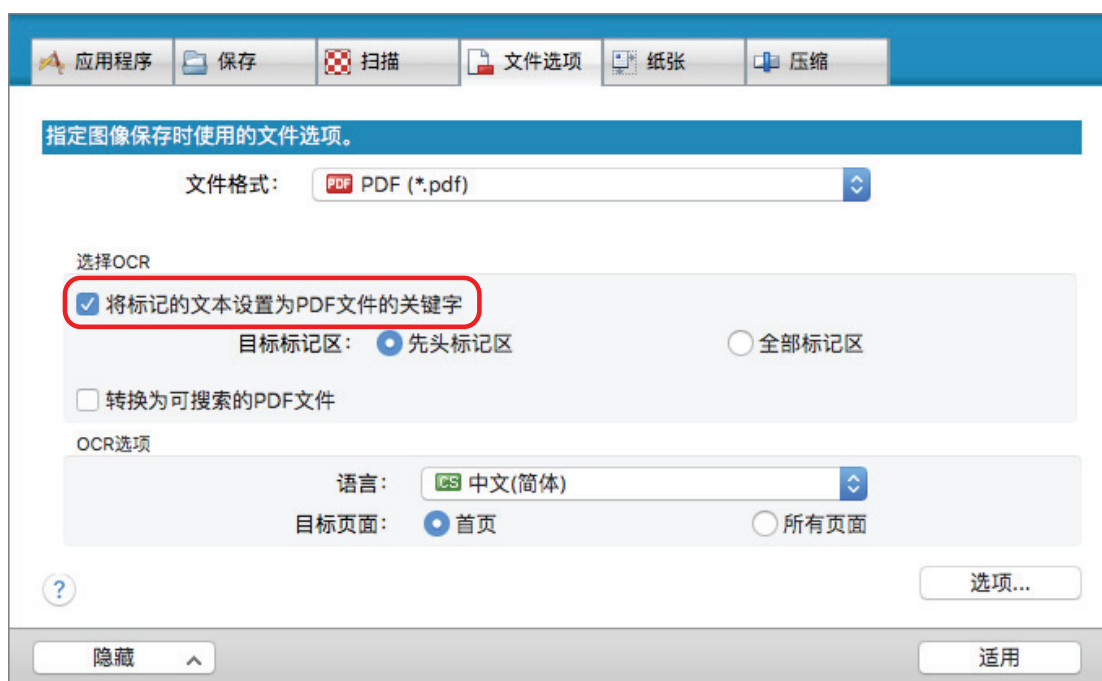 应用程序 保存 扫描 文件选项 纸张 压缩
指定图像保存时使用的文件选项。
文件格式： PDF PDF (*.pdf)
选择OCR
将标记的文本设置为PDF文件的关键字
目标标记区： 先头标记区 全部标记区
转换为可搜索的PDF文件
OCR选项
语言： CS 中文(简体)
目标页面： 首页 所有页面
? 选项...
隐藏 适用